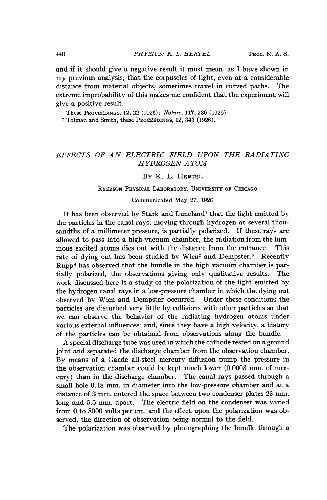 440 PHYSICS: K. L. HERTEL PROC. N. A. S.
and if it should give a negative result it must mean, as I have shown in
my previous analysis, that the corpuscles of light, even at a considerable
distance from material objects, sometimes travel in curved paths. The
extreme improbability of this makes me confident that the experiment will
give a positive result.
These PROCEEDINGS, 12, 22 (1926); Nature, 117, 236 (1926).
² Tolman and Smith, these PROCEEDINGS, 12, 343 (1926).
EFFECTS OF AN ELECTRIC FIELD UPON THE RADIATING
HYDROGEN ATOM
BY K. L. HERTEL
RYERSON PHYSICAL LABORATORY, UNIVERSITY OF CHICAGO
Communicated May 27, 1926
It has been observed by Stark and Lunelund¹ that the light emitted by
the particles in the canal rays, moving through hydrogen at several thou-
sandths of a millimeter pressure, is partially polarized. If these rays are
allowed to pass into a high-vacuum chamber, the radiation from the lum-
inous excited atoms dies out with the distance from the entrance. This
rate of dying out has been studied by Wien² and Dempster.³ Recently
Rupp⁴ has observed that the bundle in the high vacuum chamber is par-
tially polarized, the observations giving only qualitative results. The
work discussed here is a study of the polarization of the light emitted by
the hydrogen canal rays in a low-pressure chamber in which the dying out
observed by Wien and Dempster occurred. Under these conditions the
particles are disturbed very little by collisions with other particles so that
we can observe the behavior of the radiating hydrogen atoms under
various external influences; and, since they have a high velocity, a history
of the particles can be obtained from observations along the bundle.
A special discharge tube was used in which the cathode rested on a ground
joint and separated the discharge chamber from the observation chamber.
By means of a Gaede all-steel mercury diffusion pump the pressure in
the observation chamber could be kept much lower (0.0003 mm. of mer-
cury) than in the discharge chamber. The canal rays passed through a
small hole mm. in diameter into the low-pressure chamber and at a
distance of 3 mm. entered the space between two condenser plates 23 mm.
long and 5.5 mm. apart. The electric field on the condenser was varied
from 0 to 5000 volts per cm. and the effect upon the polarization was ob-
served, the direction of observation being normal to the field.
The polarization was observed by photographing the bundle through a